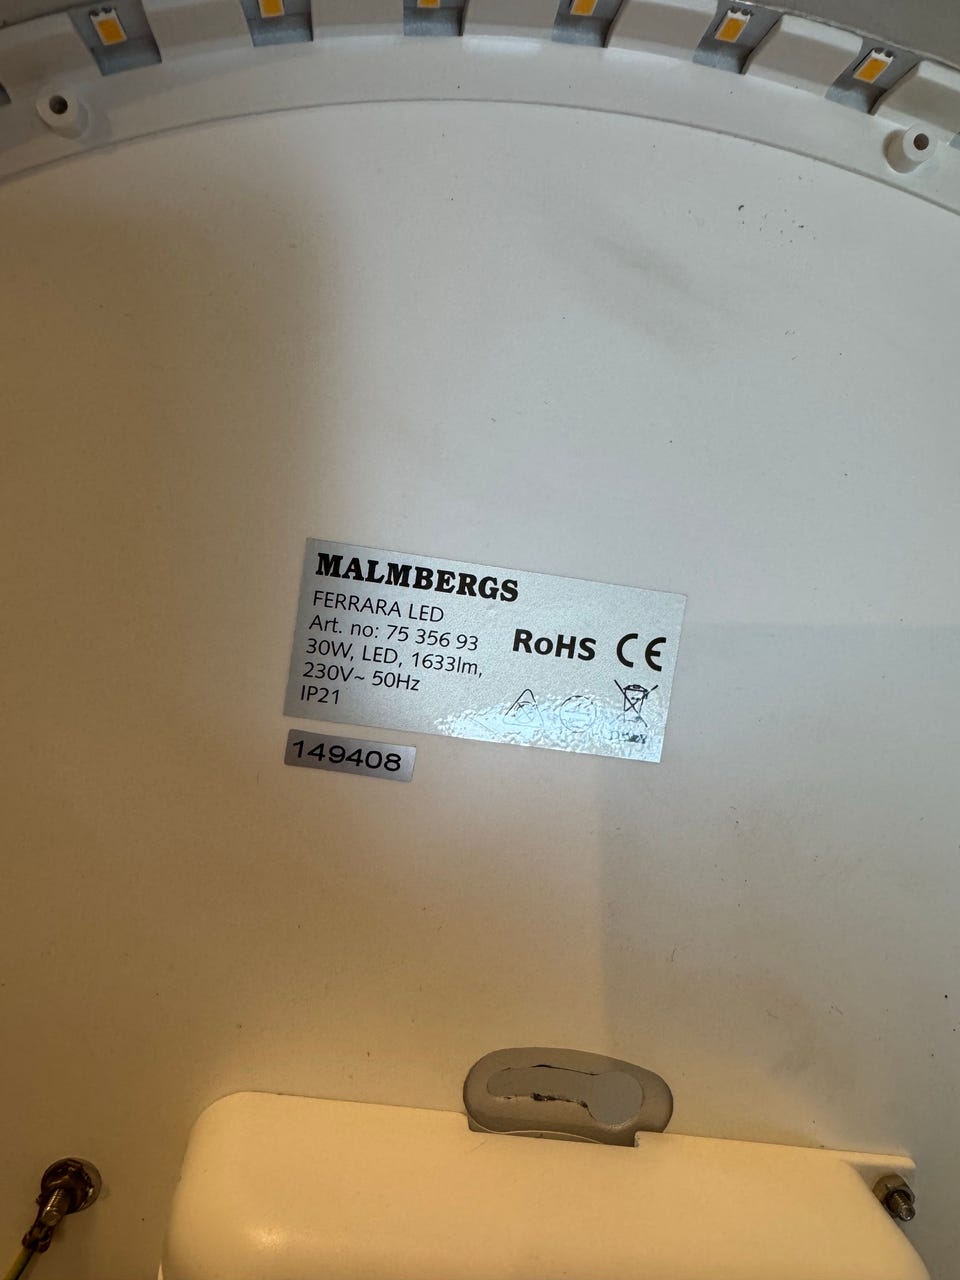 MALMBERGS
FERRARA LED
Art. no: 75 356 93
30W, LED, 1633lm,
230V~ 50Hz
IP21
RoHS CE
149408